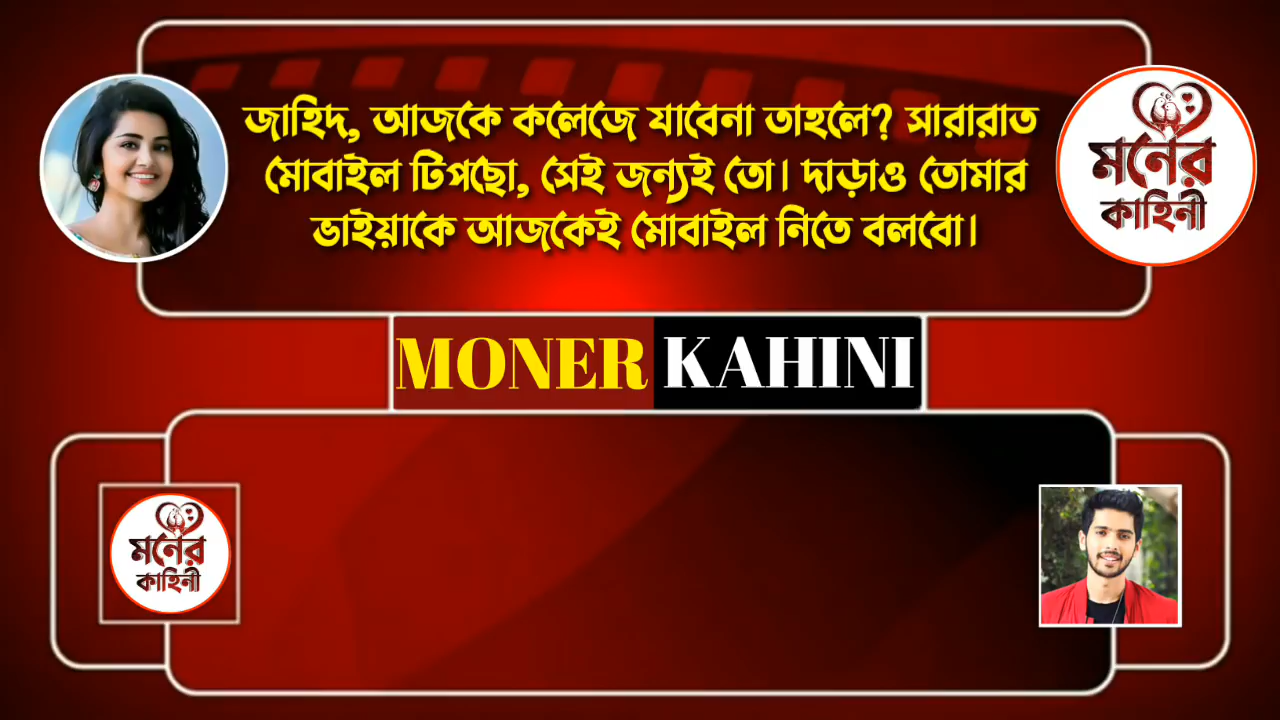 জাহিদ, আজকে কলেজে যাবেনা তাহলে? সারারাত
মোবাইল টিপছো, সেই জন্যই তো। দাড়াও তোমার
ভাইয়াকে আজকেই মোবাইল নিতে বলবো।
মনের
কাহিনী
MONER KAHINI
মনের
কাহিনী